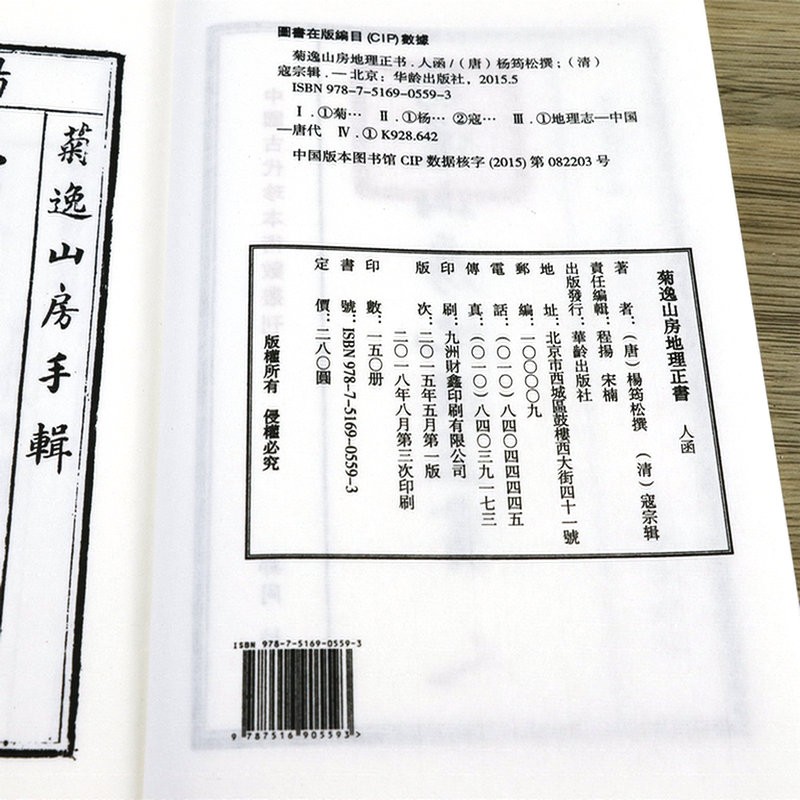 菊逸山房手輯
圖書在版編目(CIP)數據
菊逸山房地理正书．人函/（唐）杨筠松撰；（清）
寇宗辑．—北京：华龄出版社，2015.5
ISBN 978-7-5169-0559-3
Ⅰ．①菊… Ⅱ．①杨… ②寇… Ⅲ．①地理志—中国
—唐代 Ⅳ．① K928.642
中国版本图书馆 CIP 数据核字 (2015) 第 082203 号
菊逸山房地理正書 人函
著 者：（唐）楊筠松撰 （清）寇宗辑
責任编輯：程揚 宋楠
出版發行：華齡出版社
地 址：北京市西城區鼓樓西大街四十一號
郵 编：一〇〇〇〇九
電 話：（〇一〇）八四〇四四四四五
傳 真：（〇一〇）八四〇三九一七三
印 刷：九洲財鑫印刷有限公司
版 次：二〇一五年五月第一版
二〇一八年八月第三次印刷
印 數：一五〇册
書 號：ISBN 978-7-5169-0559-3
定 價：二八〇圓
版權所有 侵權必究
ISBN 978-7-5169-0559-3
9 787516 905593 >